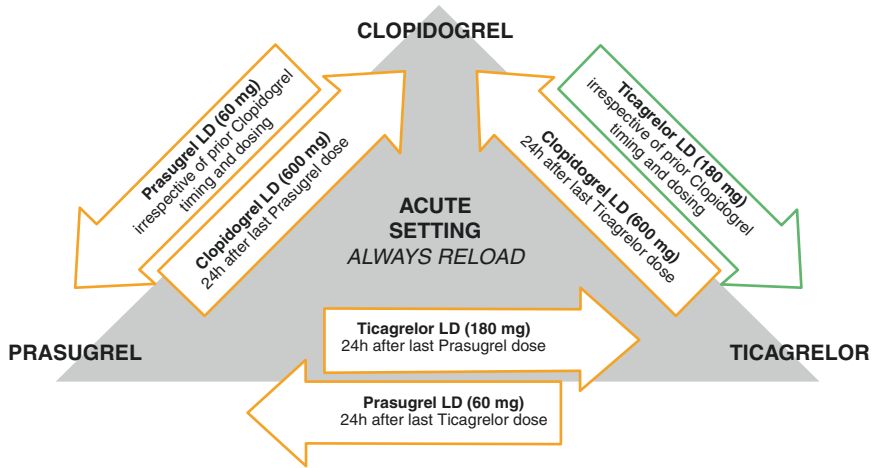 CLOPIDOGREL
Prasugrel LD (60 mg)
irrespective of prior Clopidogrel
timing and dosing
Clopidogrel LD (600 mg)
24h after last Prasugrel dose
Ticagrelor LD (180 mg)
irrespective of prior Clopidogrel
timing and dosing
Clopidogrel LD (600 mg)
24h after last Ticagrelor dose
ACUTE
SETTING
ALWAYS RELOAD
PRASUGREL
TICAGRELOR
Ticagrelor LD (180 mg)
24h after last Prasugrel dose
Prasugrel LD (60 mg)
24h after last Ticagrelor dose